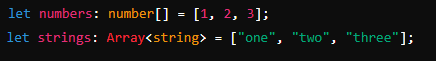 let numbers: number[] = [1, 2, 3];
let strings: Array<string> = ["one", "two", "three"];